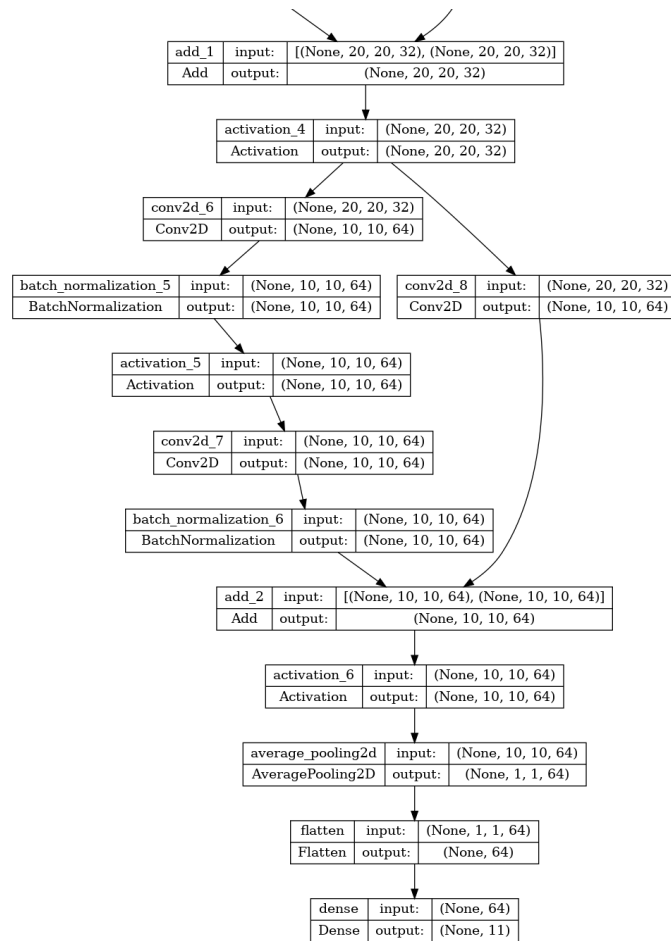 add_1 input: [(None, 20, 20, 32), (None, 20, 20, 32)]
Add output: (None, 20, 20, 32)
activation_4 input: (None, 20, 20, 32)
Activation output: (None, 20, 20, 32)
conv2d_6 input: (None, 20, 20, 32)
Conv2D output: (None, 10, 10, 64)
batch_normalization_5 input: (None, 10, 10, 64)
BatchNormalization output: (None, 10, 10, 64)
conv2d_8 input: (None, 20, 20, 32)
Conv2D output: (None, 10, 10, 64)
activation_5 input: (None, 10, 10, 64)
Activation output: (None, 10, 10, 64)
conv2d_7 input: (None, 10, 10, 64)
Conv2D output: (None, 10, 10, 64)
batch_normalization_6 input: (None, 10, 10, 64)
BatchNormalization output: (None, 10, 10, 64)
add_2 input: [(None, 10, 10, 64), (None, 10, 10, 64)]
Add output: (None, 10, 10, 64)
activation_6 input: (None, 10, 10, 64)
Activation output: (None, 10, 10, 64)
average_pooling2d input: (None, 10, 10, 64)
AveragePooling2D output: (None, 1, 1, 64)
flatten input: (None, 1, 1, 64)
Flatten output: (None, 64)
dense input: (None, 64)
Dense output: (None, 11)